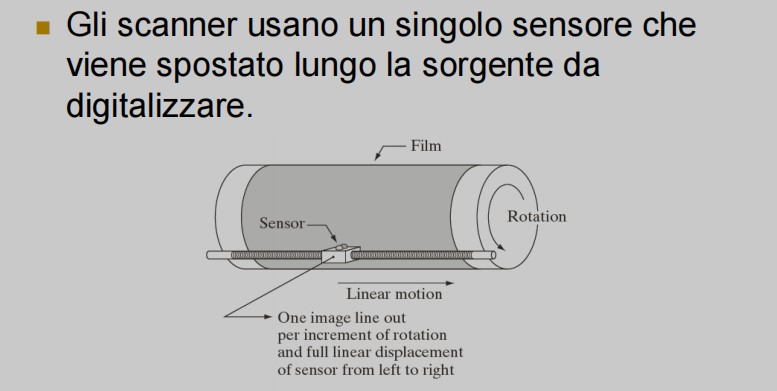 Gli scanner usano un singolo sensore che
viene spostato lungo la sorgente da
digitalizzare.
Film
Sensor
Rotation
Linear motion
One image line out
per increment of rotation
and full linear displacement
of sensor from left to right